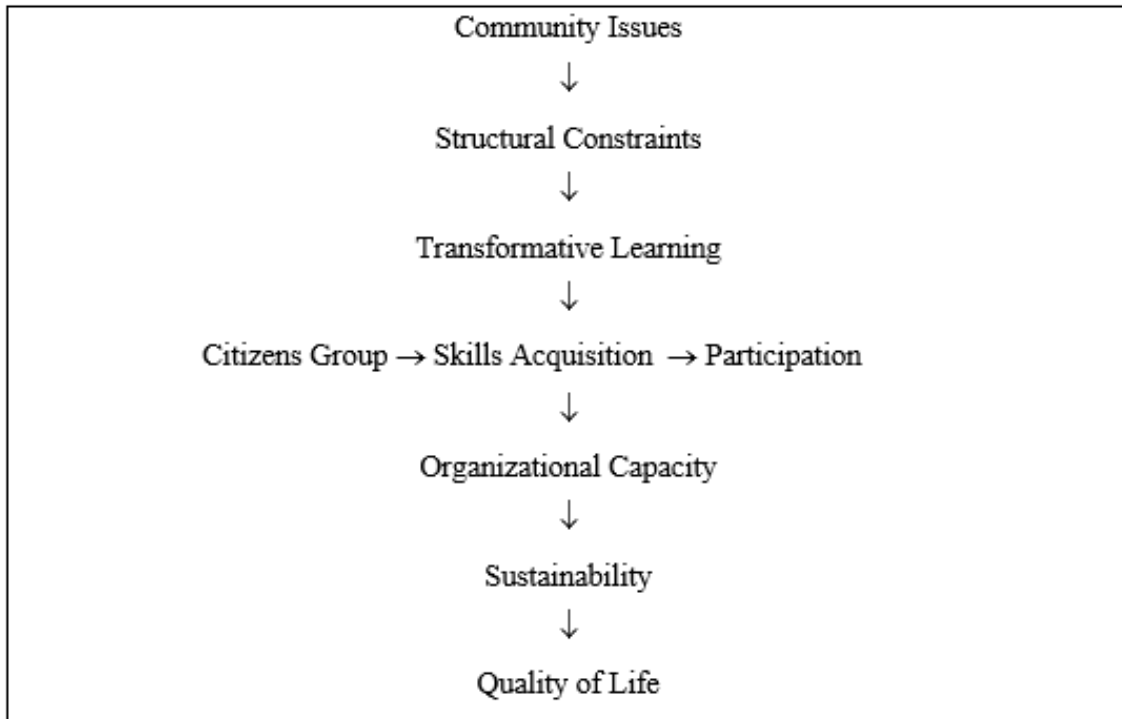 Community Issues
↓
Structural Constraints
↓
Transformative Learning
↓
Citizens Group → Skills Acquisition → Participation
↓
Organizational Capacity
↓
Sustainability
↓
Quality of Life